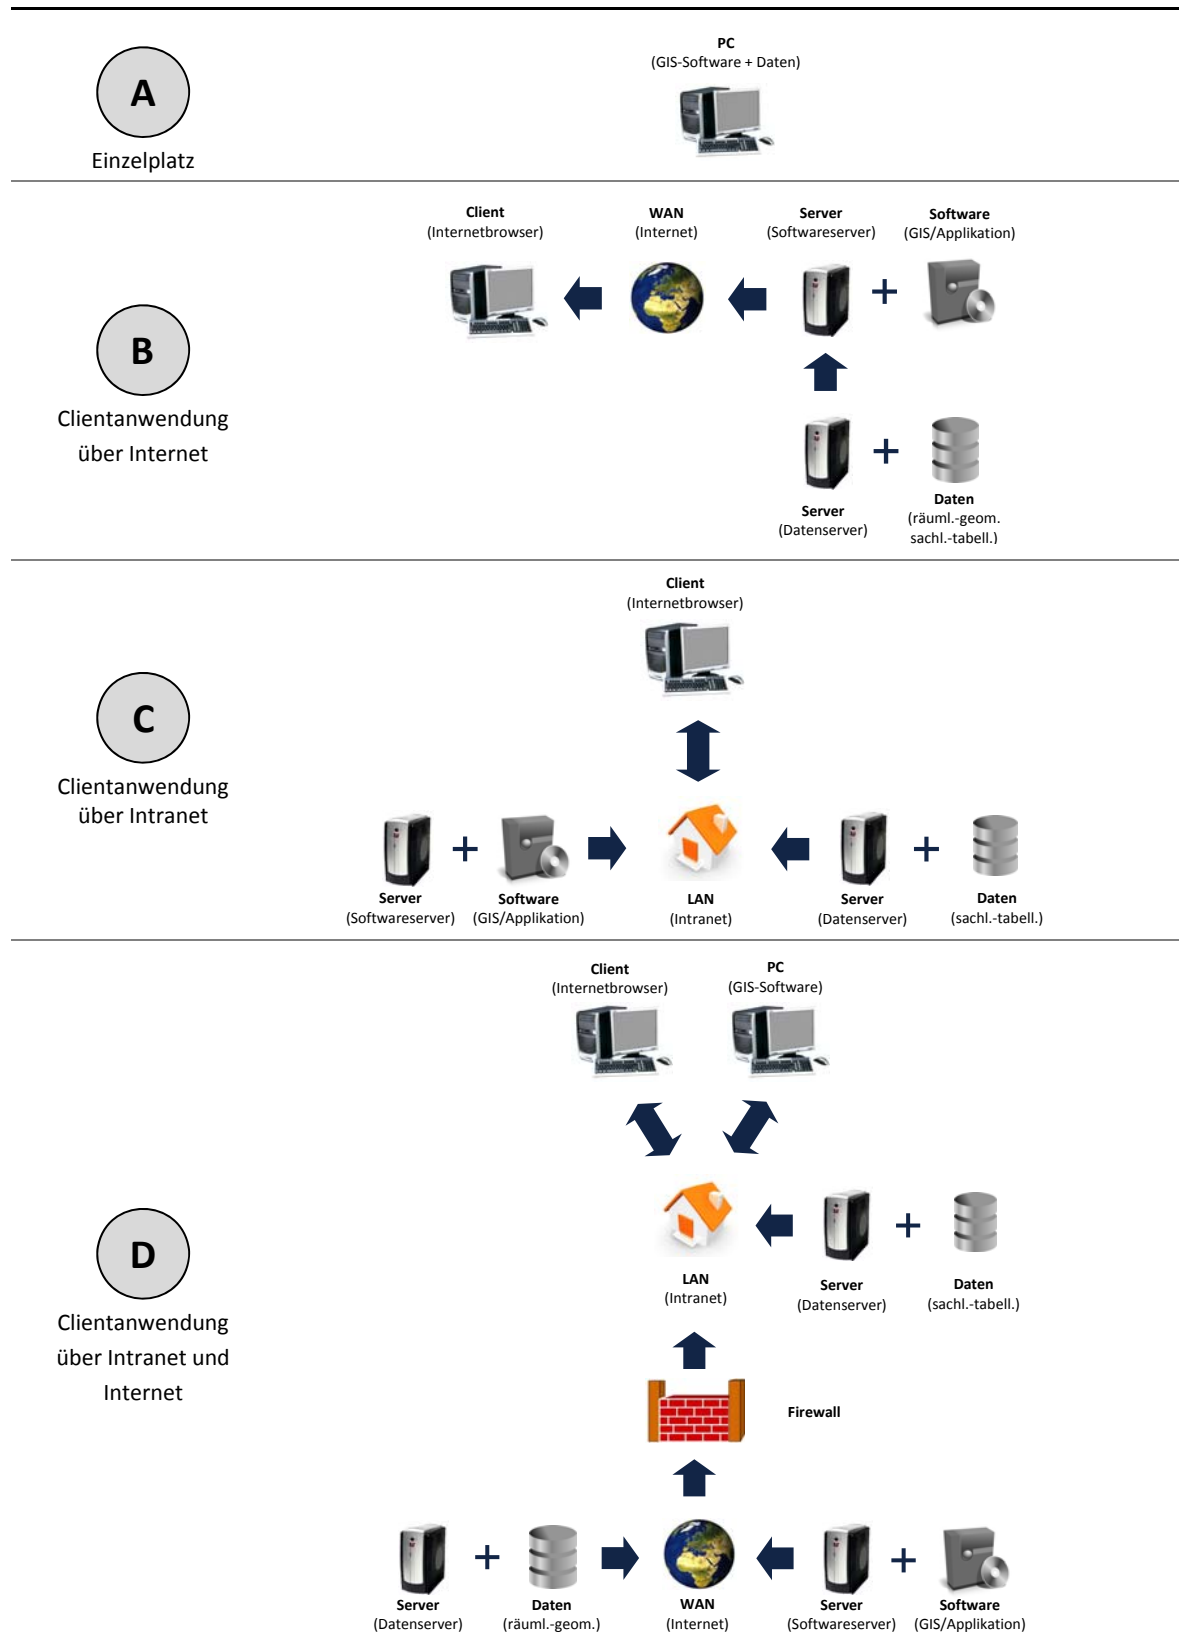 PC
(GIS-Software + Daten)
A
Einzelplatz
Client
(Internetbrowser)
WAN
(Internet)
Server
(Softwareserver)
Software
(GIS/Applikation)
B
Clientanwendung
über Internet
Server
(Datenserver)
Daten
(räuml.-geom.
sachl.-tabell.)
Client
(Internetbrowser)
C
Clientanwendung
über Intranet
Server
(Softwareserver)
Software
(GIS/Applikation)
LAN
(Intranet)
Server
(Datenserver)
Daten
(sachl.-tabell.)
Client
(Internetbrowser)
PC
(GIS-Software)
D
Clientanwendung
über Intranet und
Internet
LAN
(Intranet)
Server
(Datenserver)
Daten
(sachl.-tabell.)
Firewall
Server
(Datenserver)
Daten
(räuml.-geom.)
WAN
(Internet)
Server
(Softwareserver)
Software
(GIS/Applikation)